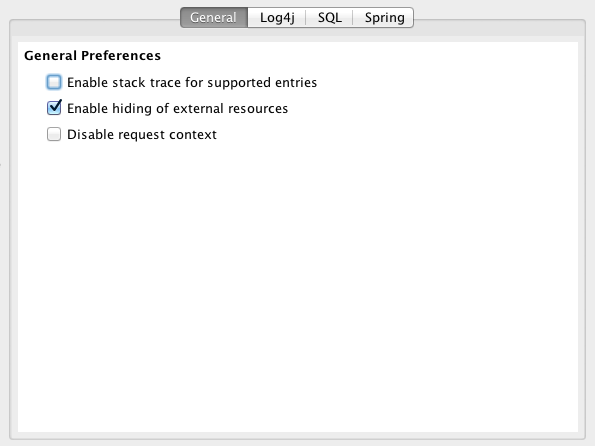 General Log4j SQL Spring
General Preferences
Enable stack trace for supported entries
Enable hiding of external resources
Disable request context